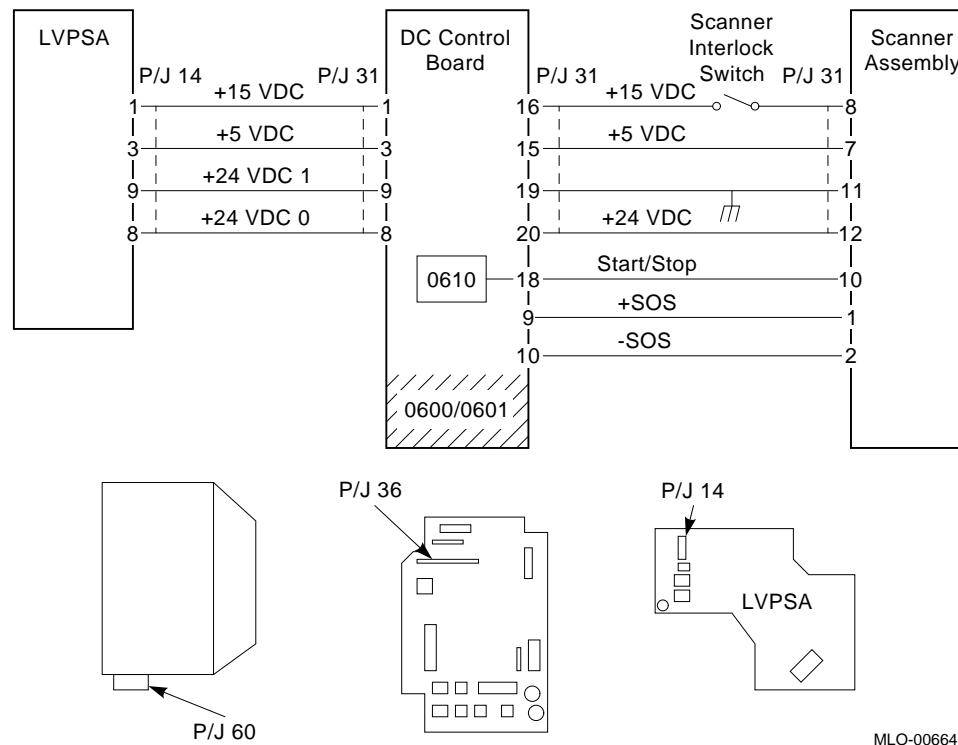 LVPSA
DC Control
Board
Scanner
Interlock
Switch
Scanner
Assembly
P/J 14
P/J 31
P/J 31
P/J 31
1
+15 VDC
1
16
+15 VDC
8
3
+5 VDC
3
15
+5 VDC
7
9
+24 VDC 1
9
19
11
8
+24 VDC 0
8
20
+24 VDC
12
0610
18
Start/Stop
10
9
+SOS
1
10
-SOS
2
0600/0601
P/J 36
P/J 14
LVPSA
P/J 60
MLO-00664